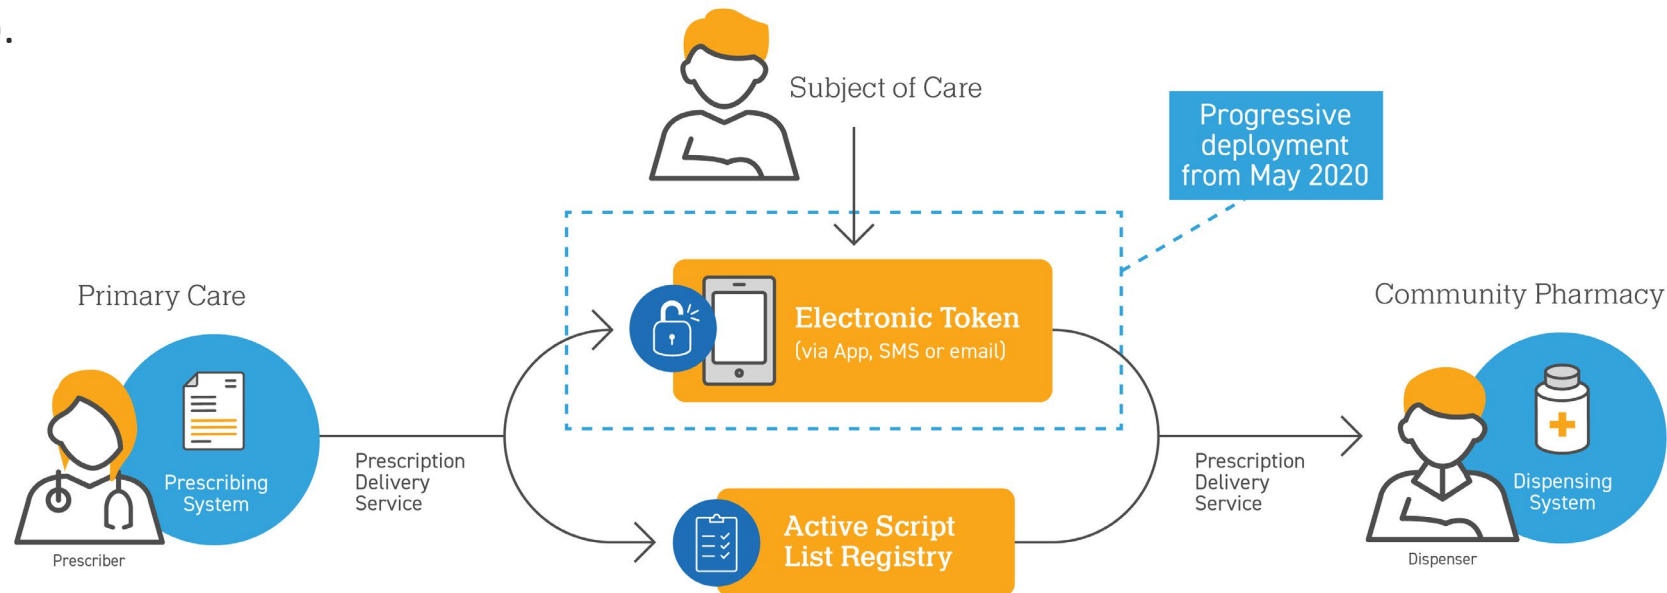 Subject of Care
Progressive
deployment
from May 2020
Primary Care
Electronic Token
(via App, SMS or email)
Community Pharmacy
Prescribing
System
Prescription
Delivery
Service
Prescription
Delivery
Service
Dispensing
System
Active Script
List Registry
Prescriber
Dispenser